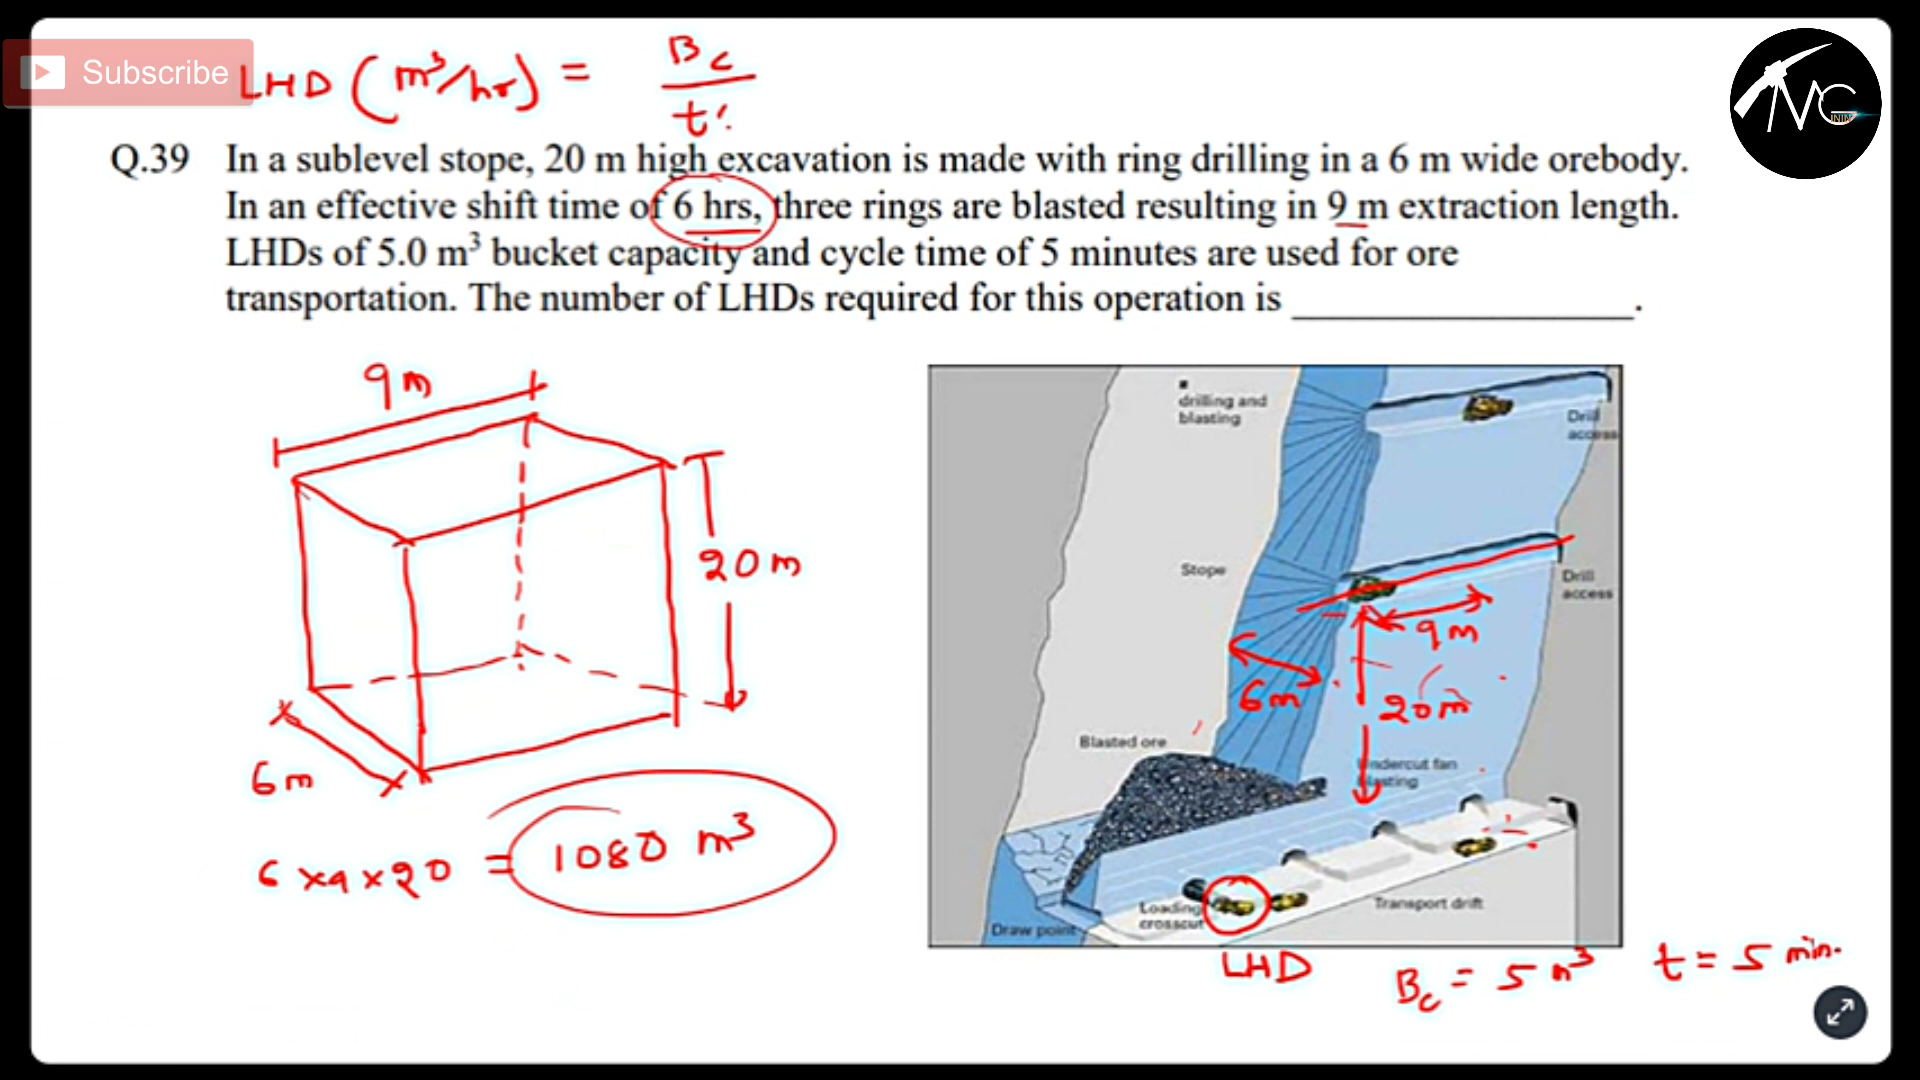 Subscribe
LHD (m³/hr) = Bc / t
MG
Q.39 In a sublevel stope, 20 m high excavation is made with ring drilling in a 6 m wide orebody.
In an effective shift time of 6 hrs, three rings are blasted resulting in 9 m extraction length.
LHDs of 5.0 m³ bucket capacity and cycle time of 5 minutes are used for ore
transportation. The number of LHDs required for this operation is ____________.
9m
20 m
6m
6 x 9 x 20 = 1080 m³
drilling and
blasting
Drill
access
Stope
Drill
access
9m
6m
20m
Blasted ore
Undercut fan
blasting
Loading
crosscut
Transport drift
Draw point
LHD
Bc = 5 m³
t = 5 min.